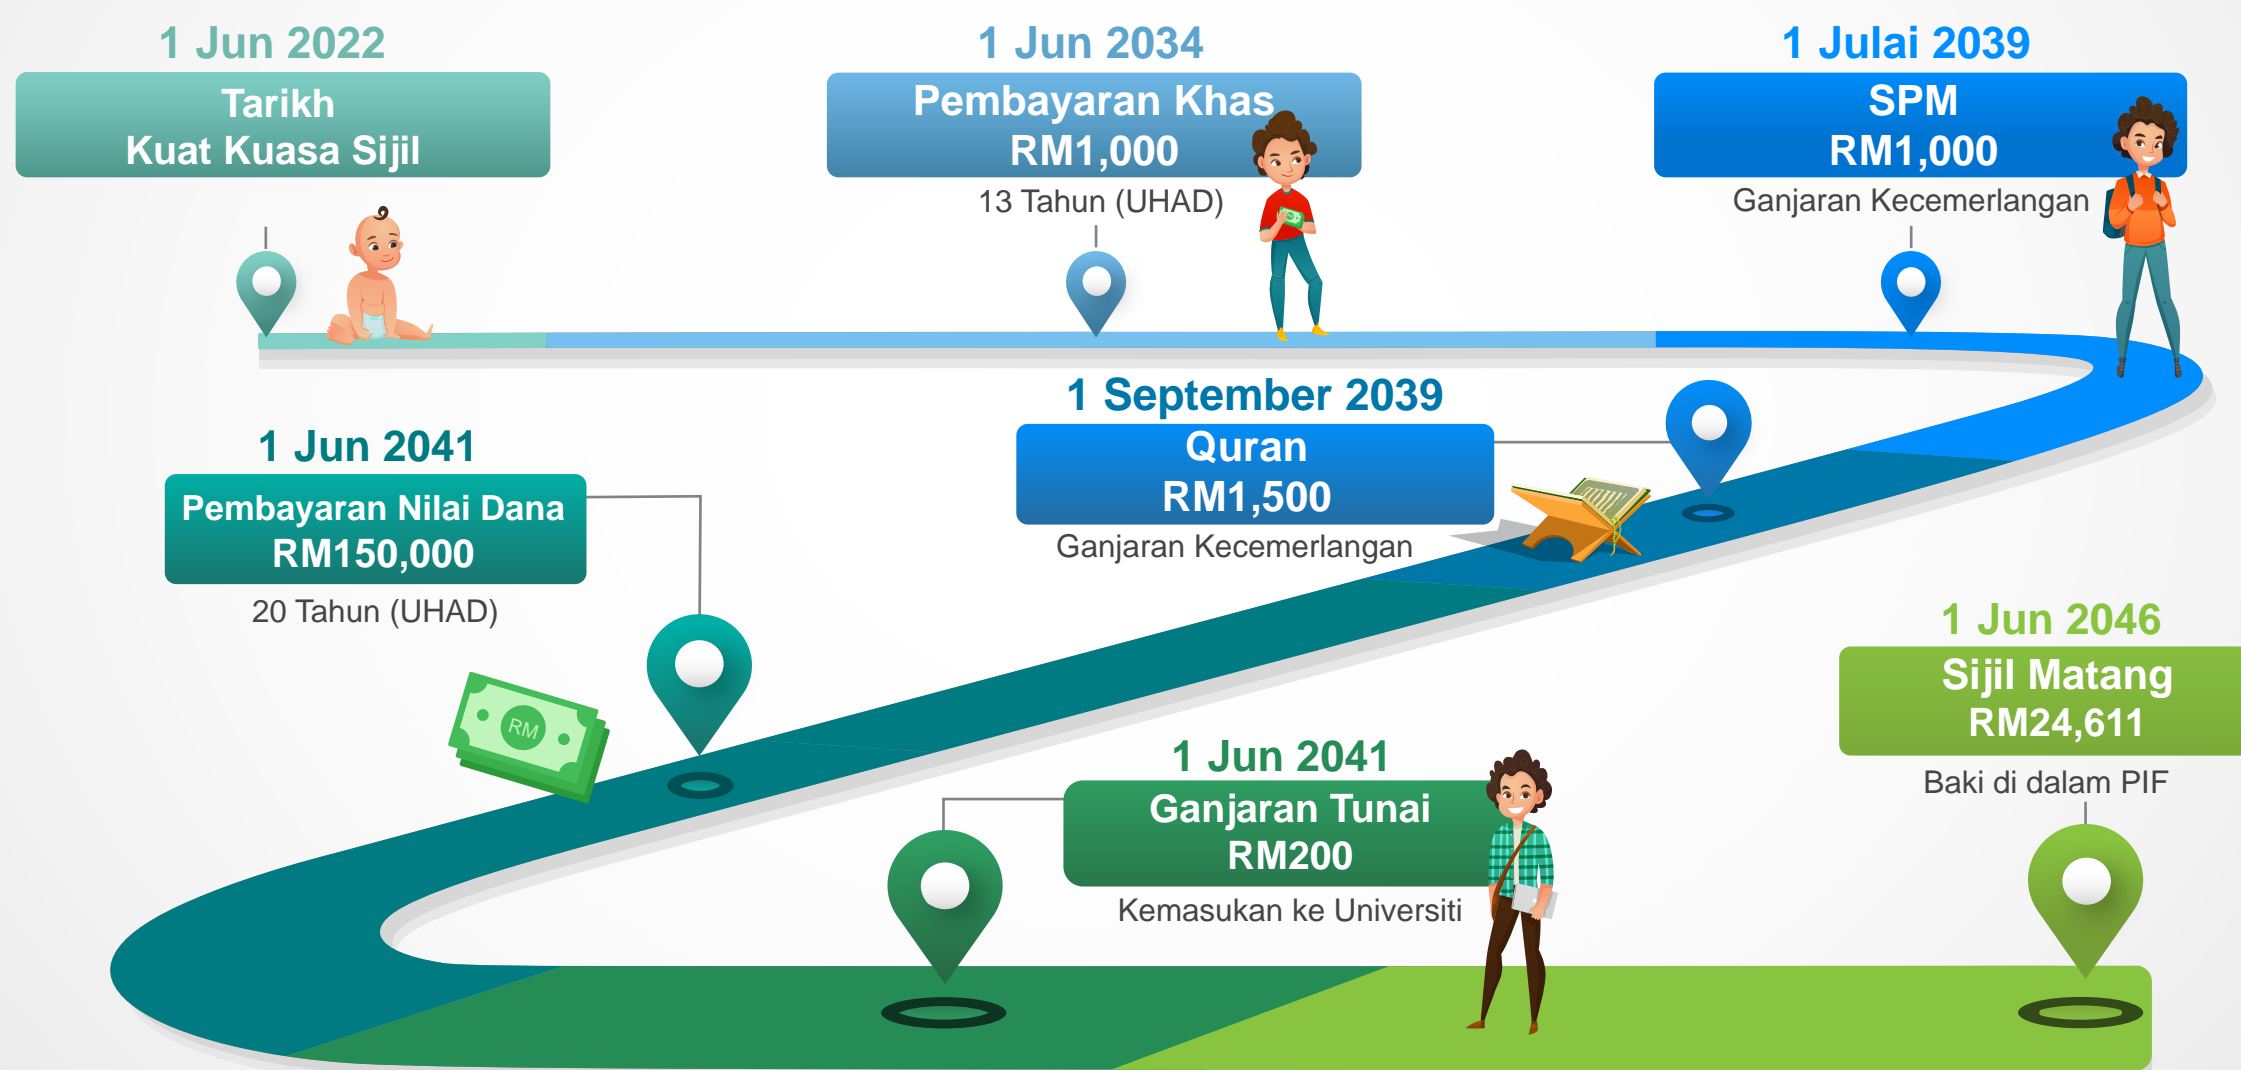 1 Jun 2022
Tarikh
Kuat Kuasa Sijil
1 Jun 2034
Pembayaran Khas
RM1,000
13 Tahun (UHAD)
1 Julai 2039
SPM
RM1,000
Ganjaran Kecemerlangan
1 September 2039
Quran
RM1,500
Ganjaran Kecemerlangan
1 Jun 2041
Pembayaran Nilai Dana
RM150,000
20 Tahun (UHAD)
RM
1 Jun 2041
Ganjaran Tunai
RM200
Kemasukan ke Universiti
1 Jun 2046
Sijil Matang
RM24,611
Baki di dalam PIF